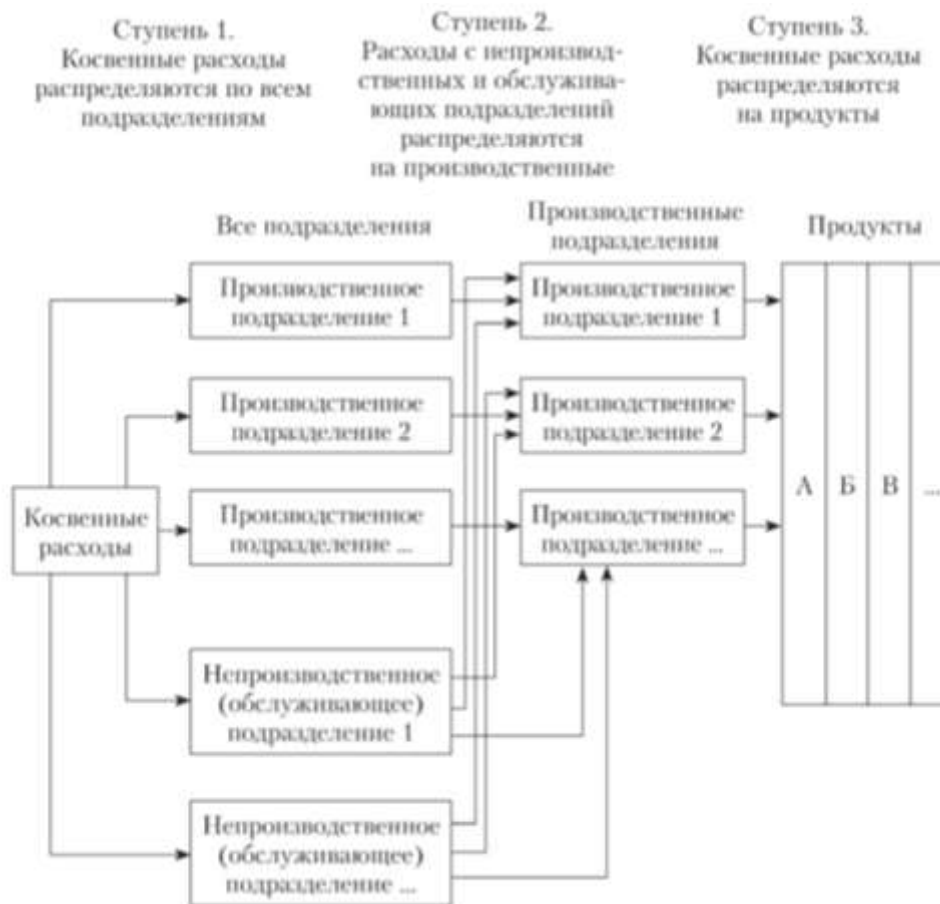 Ступень 1.
Косвенные расходы
распределяются по всем
подразделениям
Ступень 2.
Расходы с непроизвод-
ственных и обслужива-
ющих подразделений
распределяются
на производственные
Ступень 3.
Косвенные расходы
распределяются
на продукты
Все подразделения
Производственные
подразделения
Продукты
Косвенные
расходы
Производственное
подразделение 1
Производственное
подразделение 2
Производственное
подразделение ...
Непроизводственное
(обслуживающее)
подразделение 1
Непроизводственное
(обслуживающее)
подразделение ...
Производственное
подразделение 1
Производственное
подразделение 2
Производственное
подразделение ...
А Б В ...